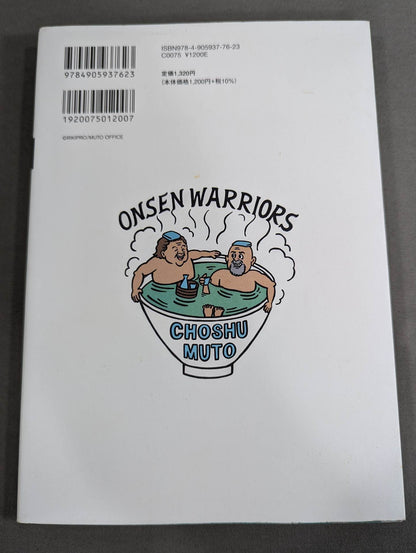 9784905937623
1920075012007
ISBN978-4-905937-76-23
C0075 ¥1200E
定価1,320円
(本体価格1,200円+税10%)
©RIKIPRO/MUTO OFFICE
ONSEN WARRIORS
CHOSHU
MUTO